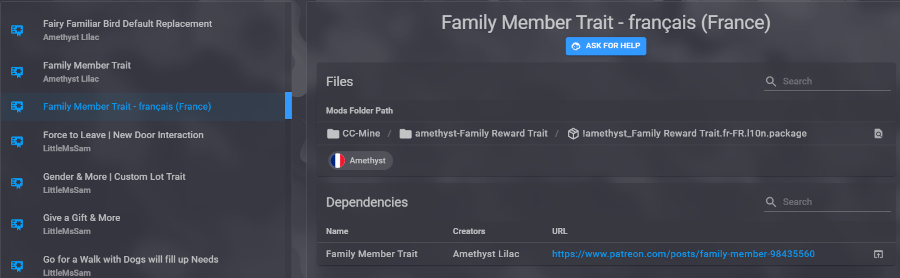 Fairy Familiar Bird Default Replacement
Amethyst LIlac
Family Member Trait
Amethyst Lilac
Family Member Trait - français (France)
Force to Leave | New Door Interaction
LittleMsSam
Gender & More | Custom Lot Trait
LittleMsSam
Give a Gift & More
LittleMsSam
Go for a Walk with Dogs will fill up Needs
LittleMsSam
Family Member Trait - français (France)
ASK FOR HELP
Files
Search
Mods Folder Path
CC-Mine / amethyst-Family Reward Trait / !amethyst_Family Reward Trait.fr-FR.l10n.package
Amethyst
Dependencies
Search
Name Creators URL
Family Member Trait Amethyst Lilac https://www.patreon.com/posts/family-member-98435560